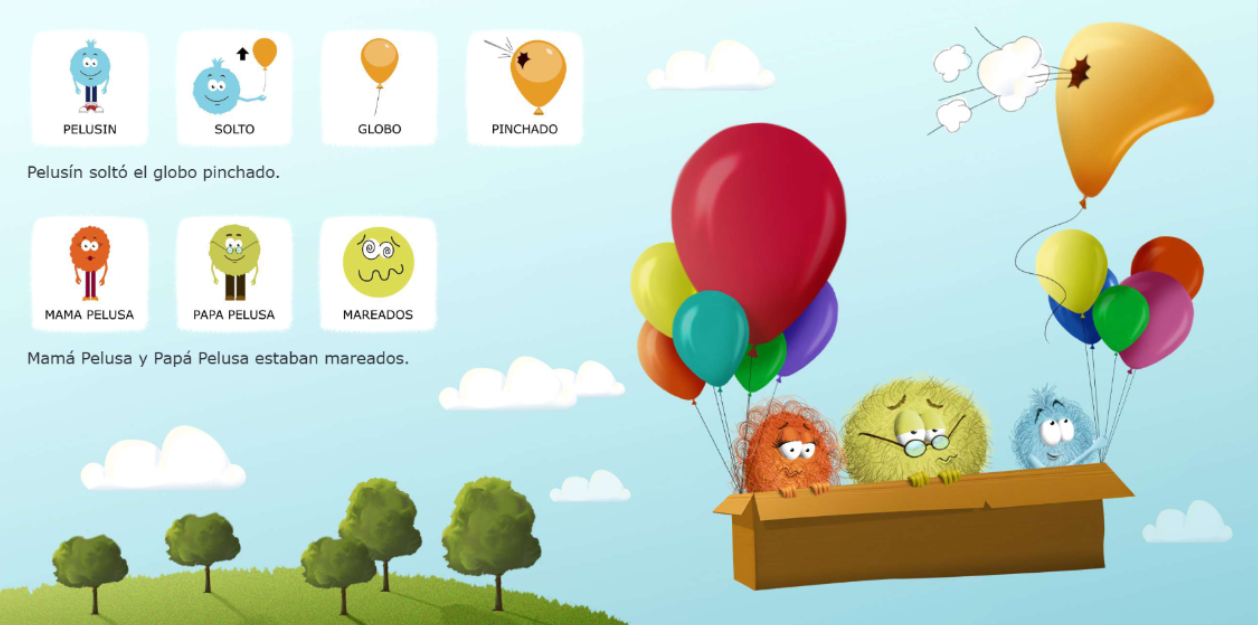 PELUSIN SOLTO GLOBO PINCHADO
Pelusín soltó el globo pinchado.
MAMA PELUSA PAPA PELUSA MAREADOS
Mamá Pelusa y Papá Pelusa estaban mareados.